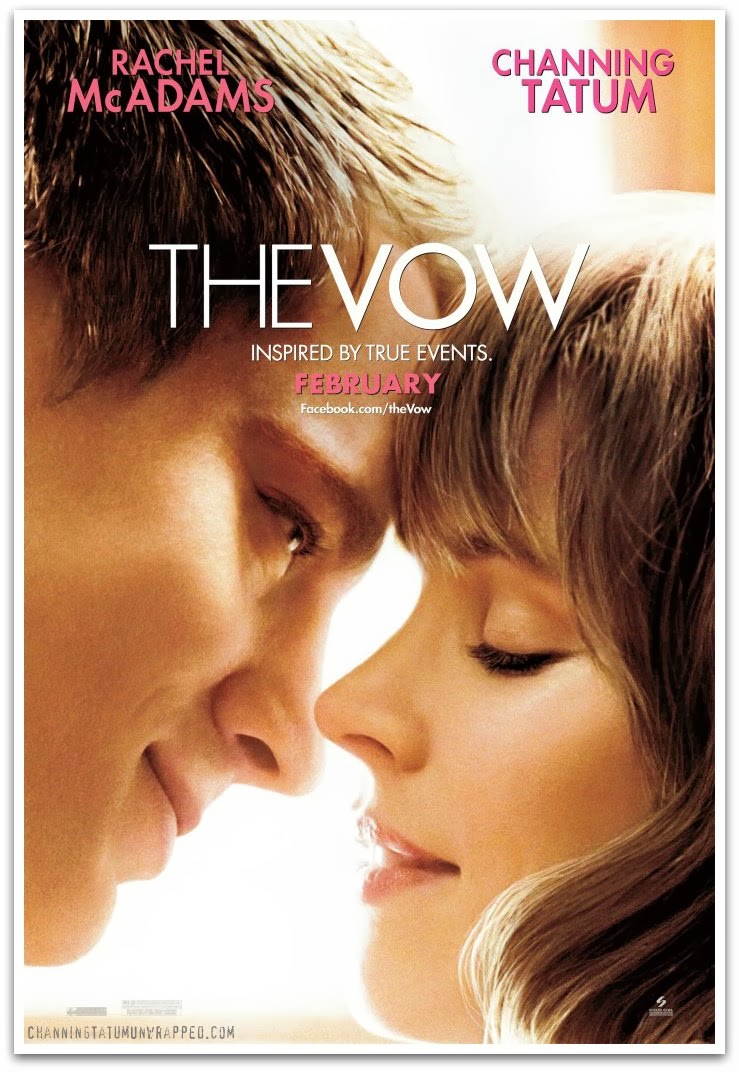 RACHEL
McADAMS
CHANNING
TATUM
THE VOW
INSPIRED BY TRUE EVENTS.
FEBRUARY
Facebook.com/theVow
CHANNINGTATUMUNWRAPPED.COM